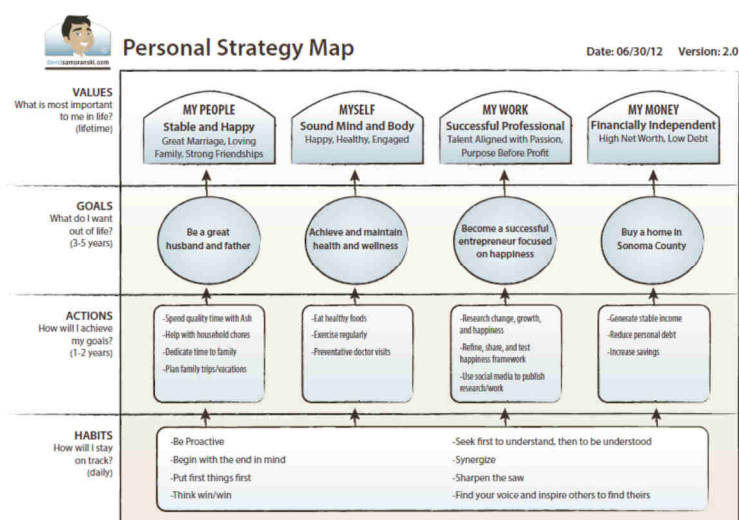 Personal Strategy Map
Date: 06/30/12 Version: 2.0
VALUES
What is most important
to me in life?
(lifetime)
MY PEOPLE
Stable and Happy
Great Marriage, Loving
Family, Strong Friendships
MYSELF
Sound Mind and Body
Happy, Healthy, Engaged
MY WORK
Successful Professional
Talent Aligned with Passion,
Purpose Before Profit
MY MONEY
Financially Independent
High Net Worth, Low Debt
GOALS
What do I want
out of life?
(3-5 years)
Be a great
husband and father
Achieve and maintain
health and wellness
Become a successful
entrepreneur focused
on happiness
Buy a home in
Sonoma County
ACTIONS
How will I achieve
my goals?
(1-2 years)
-Spend quality time with Ash
-Help with household chores
-Dedicate time to family
-Plan family trips/vacations
-Eat healthy foods
-Exercise regularly
-Preventative doctor visits
-Research change, growth,
and happiness
-Refine, share, and test
happiness framework
-Use social media to publish
research/work
-Generate stable income
-Reduce personal debt
-Increase savings
HABITS
How will I stay
on track?
(daily)
-Be Proactive
-Begin with the end in mind
-Put first things first
-Think win/win
-Seek first to understand, then to be understood
-Synergize
-Sharpen the saw
-Find your voice and inspire others to find theirs